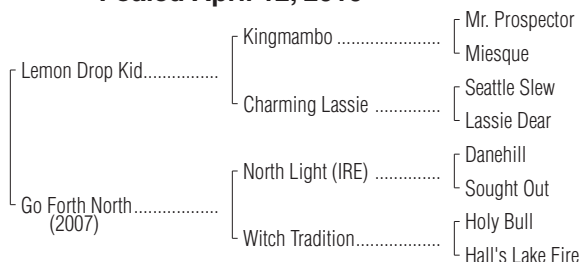 Foaled April 12,
Mr. Prospector
Kingmambo ......................
Miesque
Lemon Drop Kid................
Seattle Slew
Charming Lassie ..............
Lassie Dear
Danehill
North Light (IRE) ..............
Sought Out
Go Forth North..................
(2007)
Holy Bull
Witch Tradition..................
Hall's Lake Fire